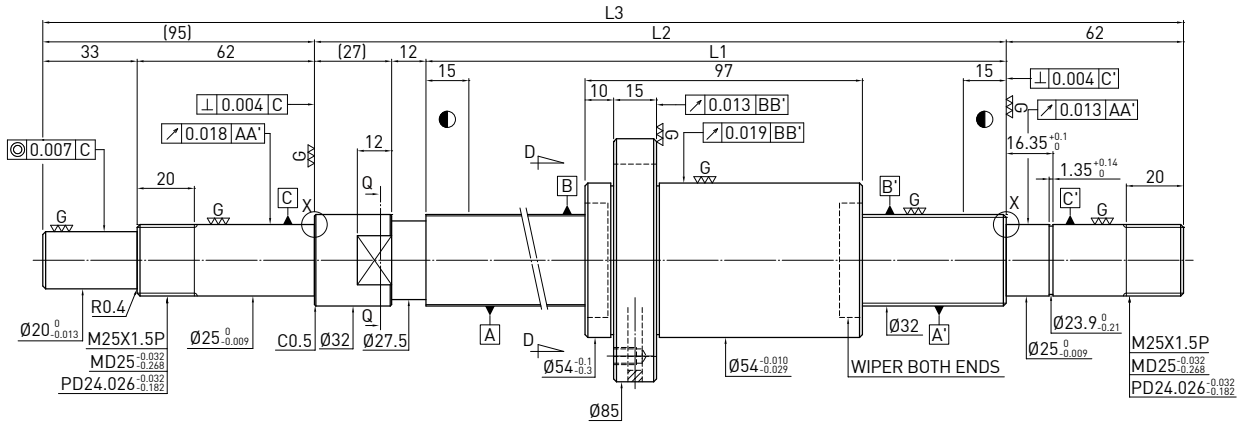 L3
(95) L2 62
33 62 (27) 12 L1
15 97 15
10 15
⊥ 0.004 C
⊥ 0.004 C'
↗ 0.013 BB'
↗ 0.013 AA'
↗ 0.018 AA'
↗ 0.019 BB'
◎ 0.007 C
16.35 +0.1 0
1.35 +0.14 0
12
20
20
G
G
G
D
Q
B
B'
C
C'
X
X
G
G
G
G
G
R0.4
Q
A
A'
D
Ø20 0 -0.013
M25X1.5P
MD25 -0.032 -0.268
PD24.026 -0.032 -0.182
Ø25 0 -0.009
C0.5
Ø32
Ø27.5
Ø54 -0.1 -0.3
Ø85
Ø54 -0.010 -0.029
Ø32
WIPER BOTH ENDS
Ø25 0 -0.009
Ø23.9 0 -0.21
M25X1.5P
MD25 -0.032 -0.268
PD24.026 -0.032 -0.182